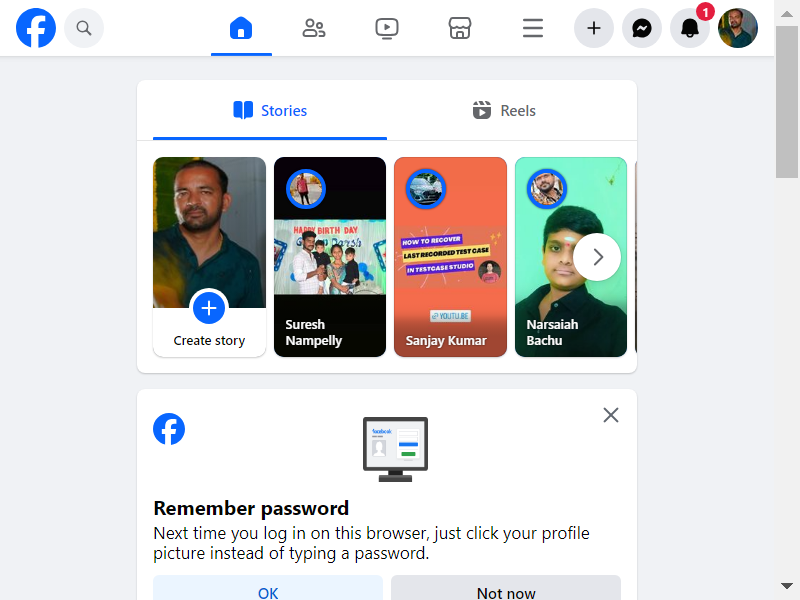 1
Stories
Reels
HAPPY BIRTH DAY
HOW TO RECOVER
LAST RECORDED TEST CASE
IN TESTCASE STUDIO
YOUTU.BE
Create story
Suresh
Nampelly
Sanjay Kumar
Narsaiah
Bachu
facebook
Remember password
Next time you log in on this browser, just click your profile
picture instead of typing a password.
OK
Not now